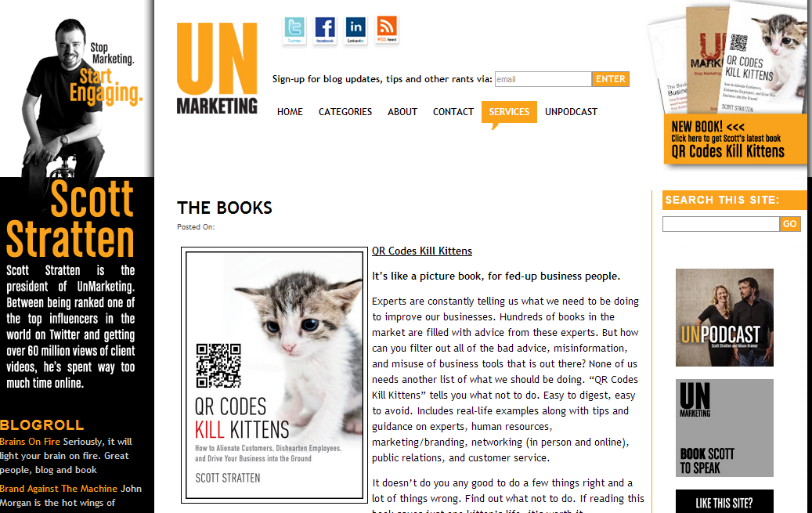 Stop
Marketing.
Start
Engaging.
Scott
Stratten
Scott Stratten is the
president of UnMarketing.
Between being ranked one of
the top influencers in the
world on Twitter and getting
over 60 million views of client
videos, he's spent way too
much time online.
BLOGROLL
Brains On Fire Seriously, it will
light your brain on fire. Great
people, blog and book
Brand Against The Machine John
Morgan is the hot wings of
UN
MARKETING
Twitter
Facebook
LinkedIn
RSS feed
Sign-up for blog updates, tips and other rants via:
email
ENTER
HOME CATEGORIES ABOUT CONTACT SERVICES UNPODCAST
THE BOOKS
Posted On:
QR CODES
KILL KITTENS
How to Alienate Customers, Dishearten Employees,
and Drive Your Business into the Ground
SCOTT STRATTEN
QR Codes Kill Kittens
It's like a picture book, for fed-up business people.
Experts are constantly telling us what we need to be doing
to improve our businesses. Hundreds of books in the
market are filled with advice from these experts. But how
can you filter out all of the bad advice, misinformation,
and misuse of business tools that is out there? None of us
needs another list of what we should be doing. “QR Codes
Kill Kittens” tells you what not to do. Easy to digest, easy
to avoid. Includes real-life examples along with tips and
guidance on experts, human resources,
marketing/branding, networking (in person and online),
public relations, and customer service.
It doesn't do you any good to do a few things right and a
lot of things wrong. Find out what not to do. If reading this
QR CODES
KILL KITTENS
SCOTT STRATTEN
NEW BOOK! <<<
Click here to get Scott's latest book
QR Codes Kill Kittens
SEARCH THIS SITE:
GO
UNPODCAST
UN
MARKETING
BOOK SCOTT
TO SPEAK
LIKE THIS SITE?